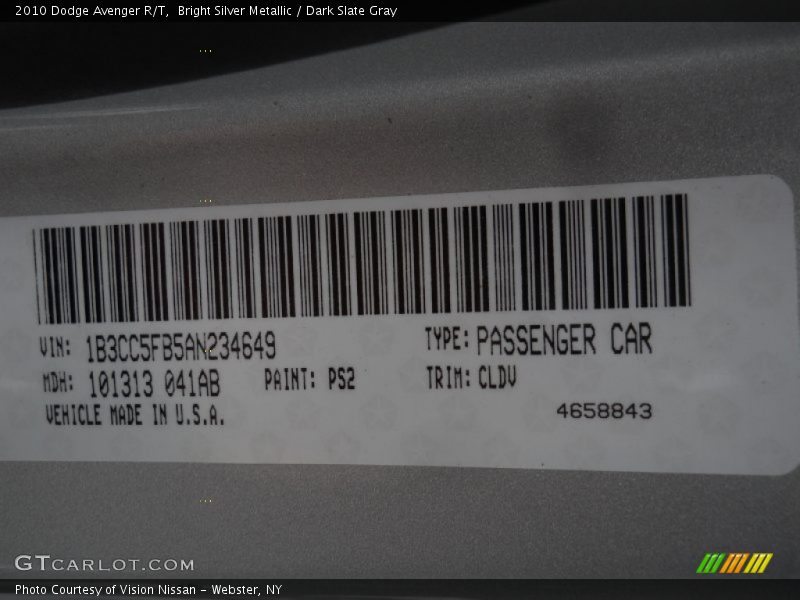 2010 Dodge Avenger R/T,  Bright Silver Metallic / Dark Slate Gray
VIN: 1B3CC5FB5AN234649 TYPE: PASSENGER CAR
MDH: 101313 041AB PAINT: PS2 TRIM: CLDV
VEHICLE MADE IN U.S.A. 4658843
GTCARLOT.COM
Photo Courtesy of Vision Nissan - Webster, NY